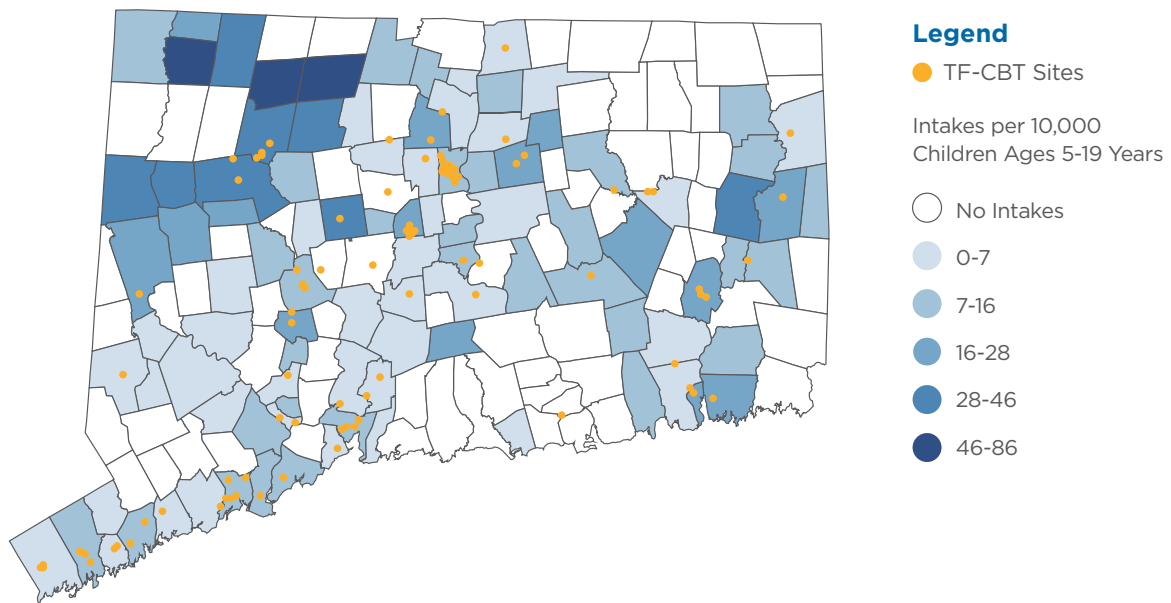 Legend
TF-CBT Sites
Intakes per 10,000
Children Ages 5-19 Years
No Intakes
0-7
7-16
16-28
28-46
46-86